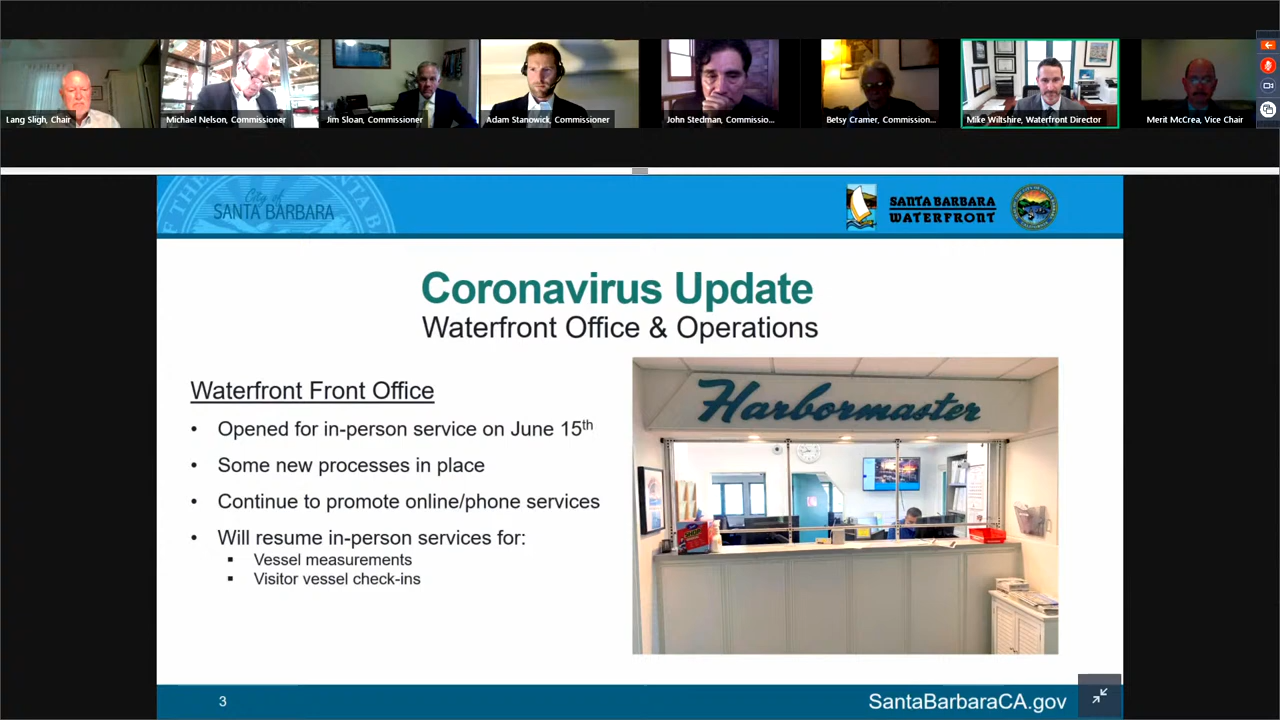 Lang Sligh, Chair
Michael Nelson, Commissioner
Jim Sloan, Commissioner
Adam Stanowick, Commissioner
John Stedman, Commissio...
Betsy Cramer, Commission...
Mike Wiltshire, Waterfront Director
Merit McCrea, Vice Chair
City of
SANTA BARBARA
SANTA BARBARA
WATERFRONT
Coronavirus Update
Waterfront Office & Operations
Waterfront Front Office
• Opened for in-person service on June 15th
• Some new processes in place
• Continue to promote online/phone services
• Will resume in-person services for:
▪ Vessel measurements
▪ Visitor vessel check-ins
Harbormaster
3
SantaBarbaraCA.gov